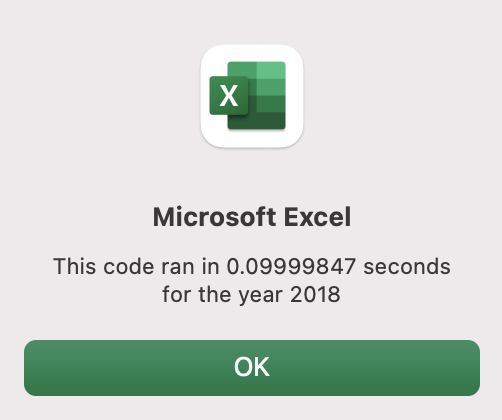 X
Microsoft Excel
This code ran in 0.09999847 seconds
for the year 2018
OK